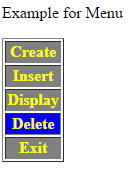 Example for Menu
Create
Insert
Display
Delete
Exit